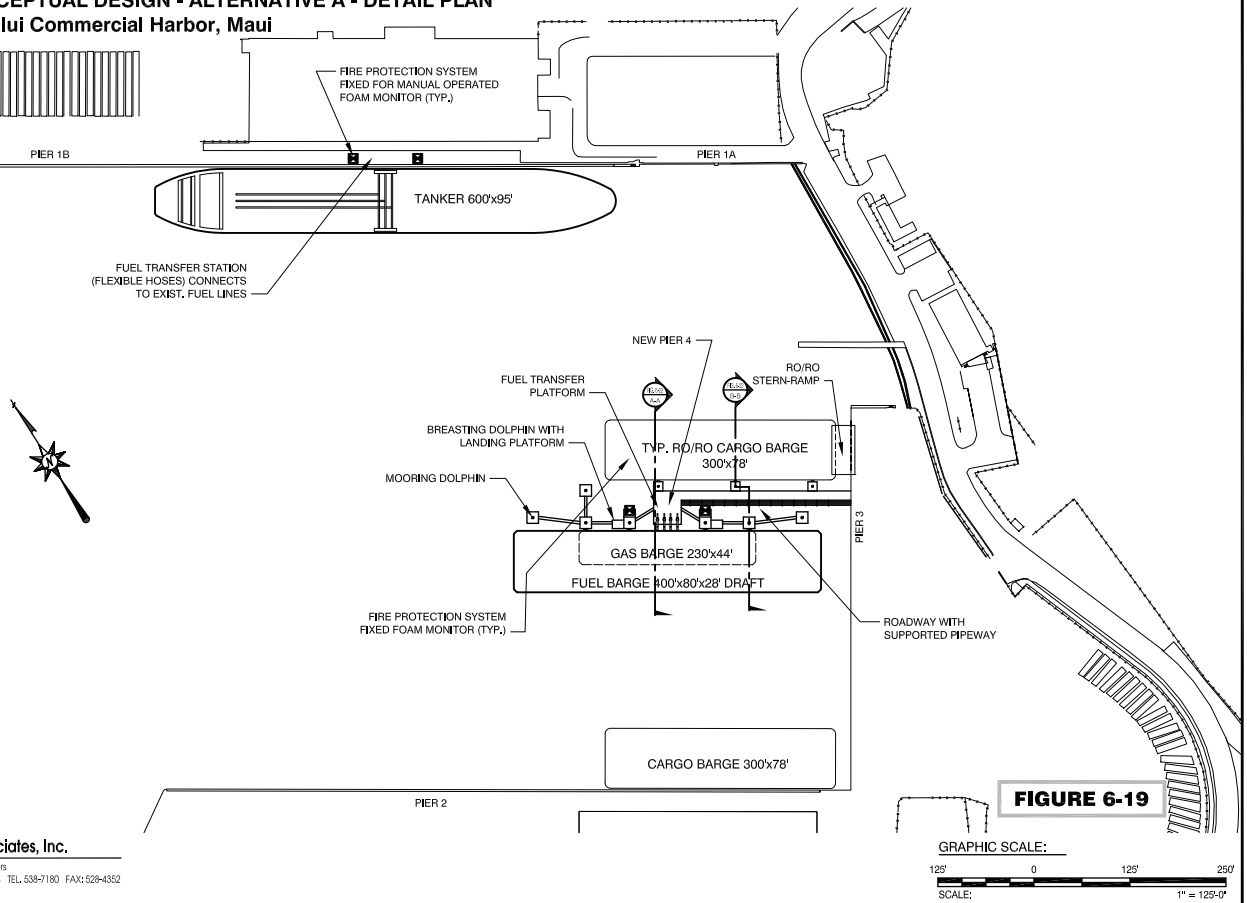 CEPTUAL DESIGN - ALTERNATIVE A - DETAIL PLAN
lui Commercial Harbor, Maui
FIRE PROTECTION SYSTEM
FIXED FOR MANUAL OPERATED
FOAM MONITOR (TYP.)
PIER 1B
PIER 1A
TANKER 600'x95'
FUEL TRANSFER STATION
(FLEXIBLE HOSES) CONNECTS
TO EXIST. FUEL LINES
NEW PIER 4
RO/RO
STERN-RAMP
FUEL TRANSFER
PLATFORM
A-A
B-B
BREASTING DOLPHIN WITH
LANDING PLATFORM
TYP. RO/RO CARGO BARGE
300'x78'
MOORING DOLPHIN
N
PIER 3
GAS BARGE 230'x44'
FUEL BARGE 400'x80'x28' DRAFT
FIRE PROTECTION SYSTEM
FIXED FOAM MONITOR (TYP.)
ROADWAY WITH
SUPPORTED PIPEWAY
CARGO BARGE 300'x78'
PIER 2
FIGURE 6-19
ciates, Inc.
rs
TEL. 538-7180 FAX: 528-4352
GRAPHIC SCALE:
125' 0 125' 250'
SCALE: 1" = 125'-0"